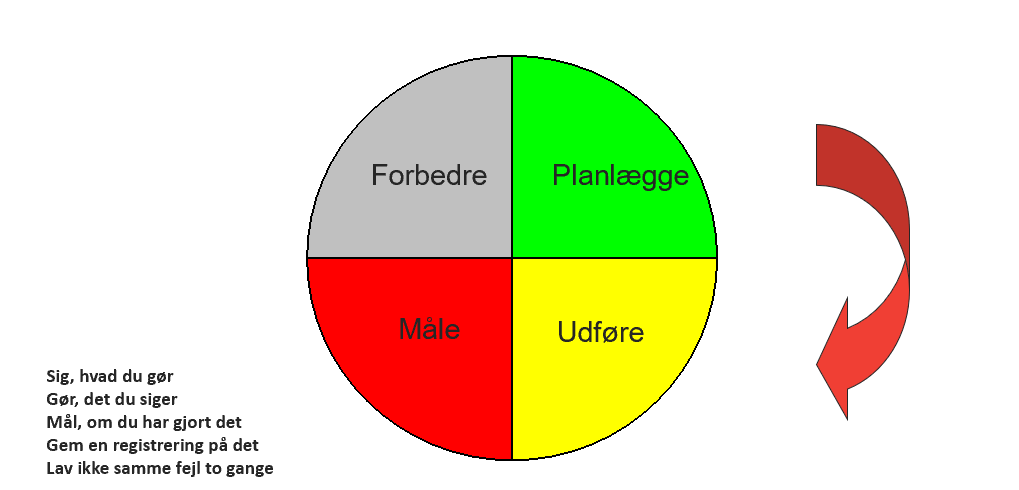 Forbedre
Planlægge
Måle
Udføre
Sig, hvad du gør
Gør, det du siger
Mål, om du har gjort det
Gem en registrering på det
Lav ikke samme fejl to gange